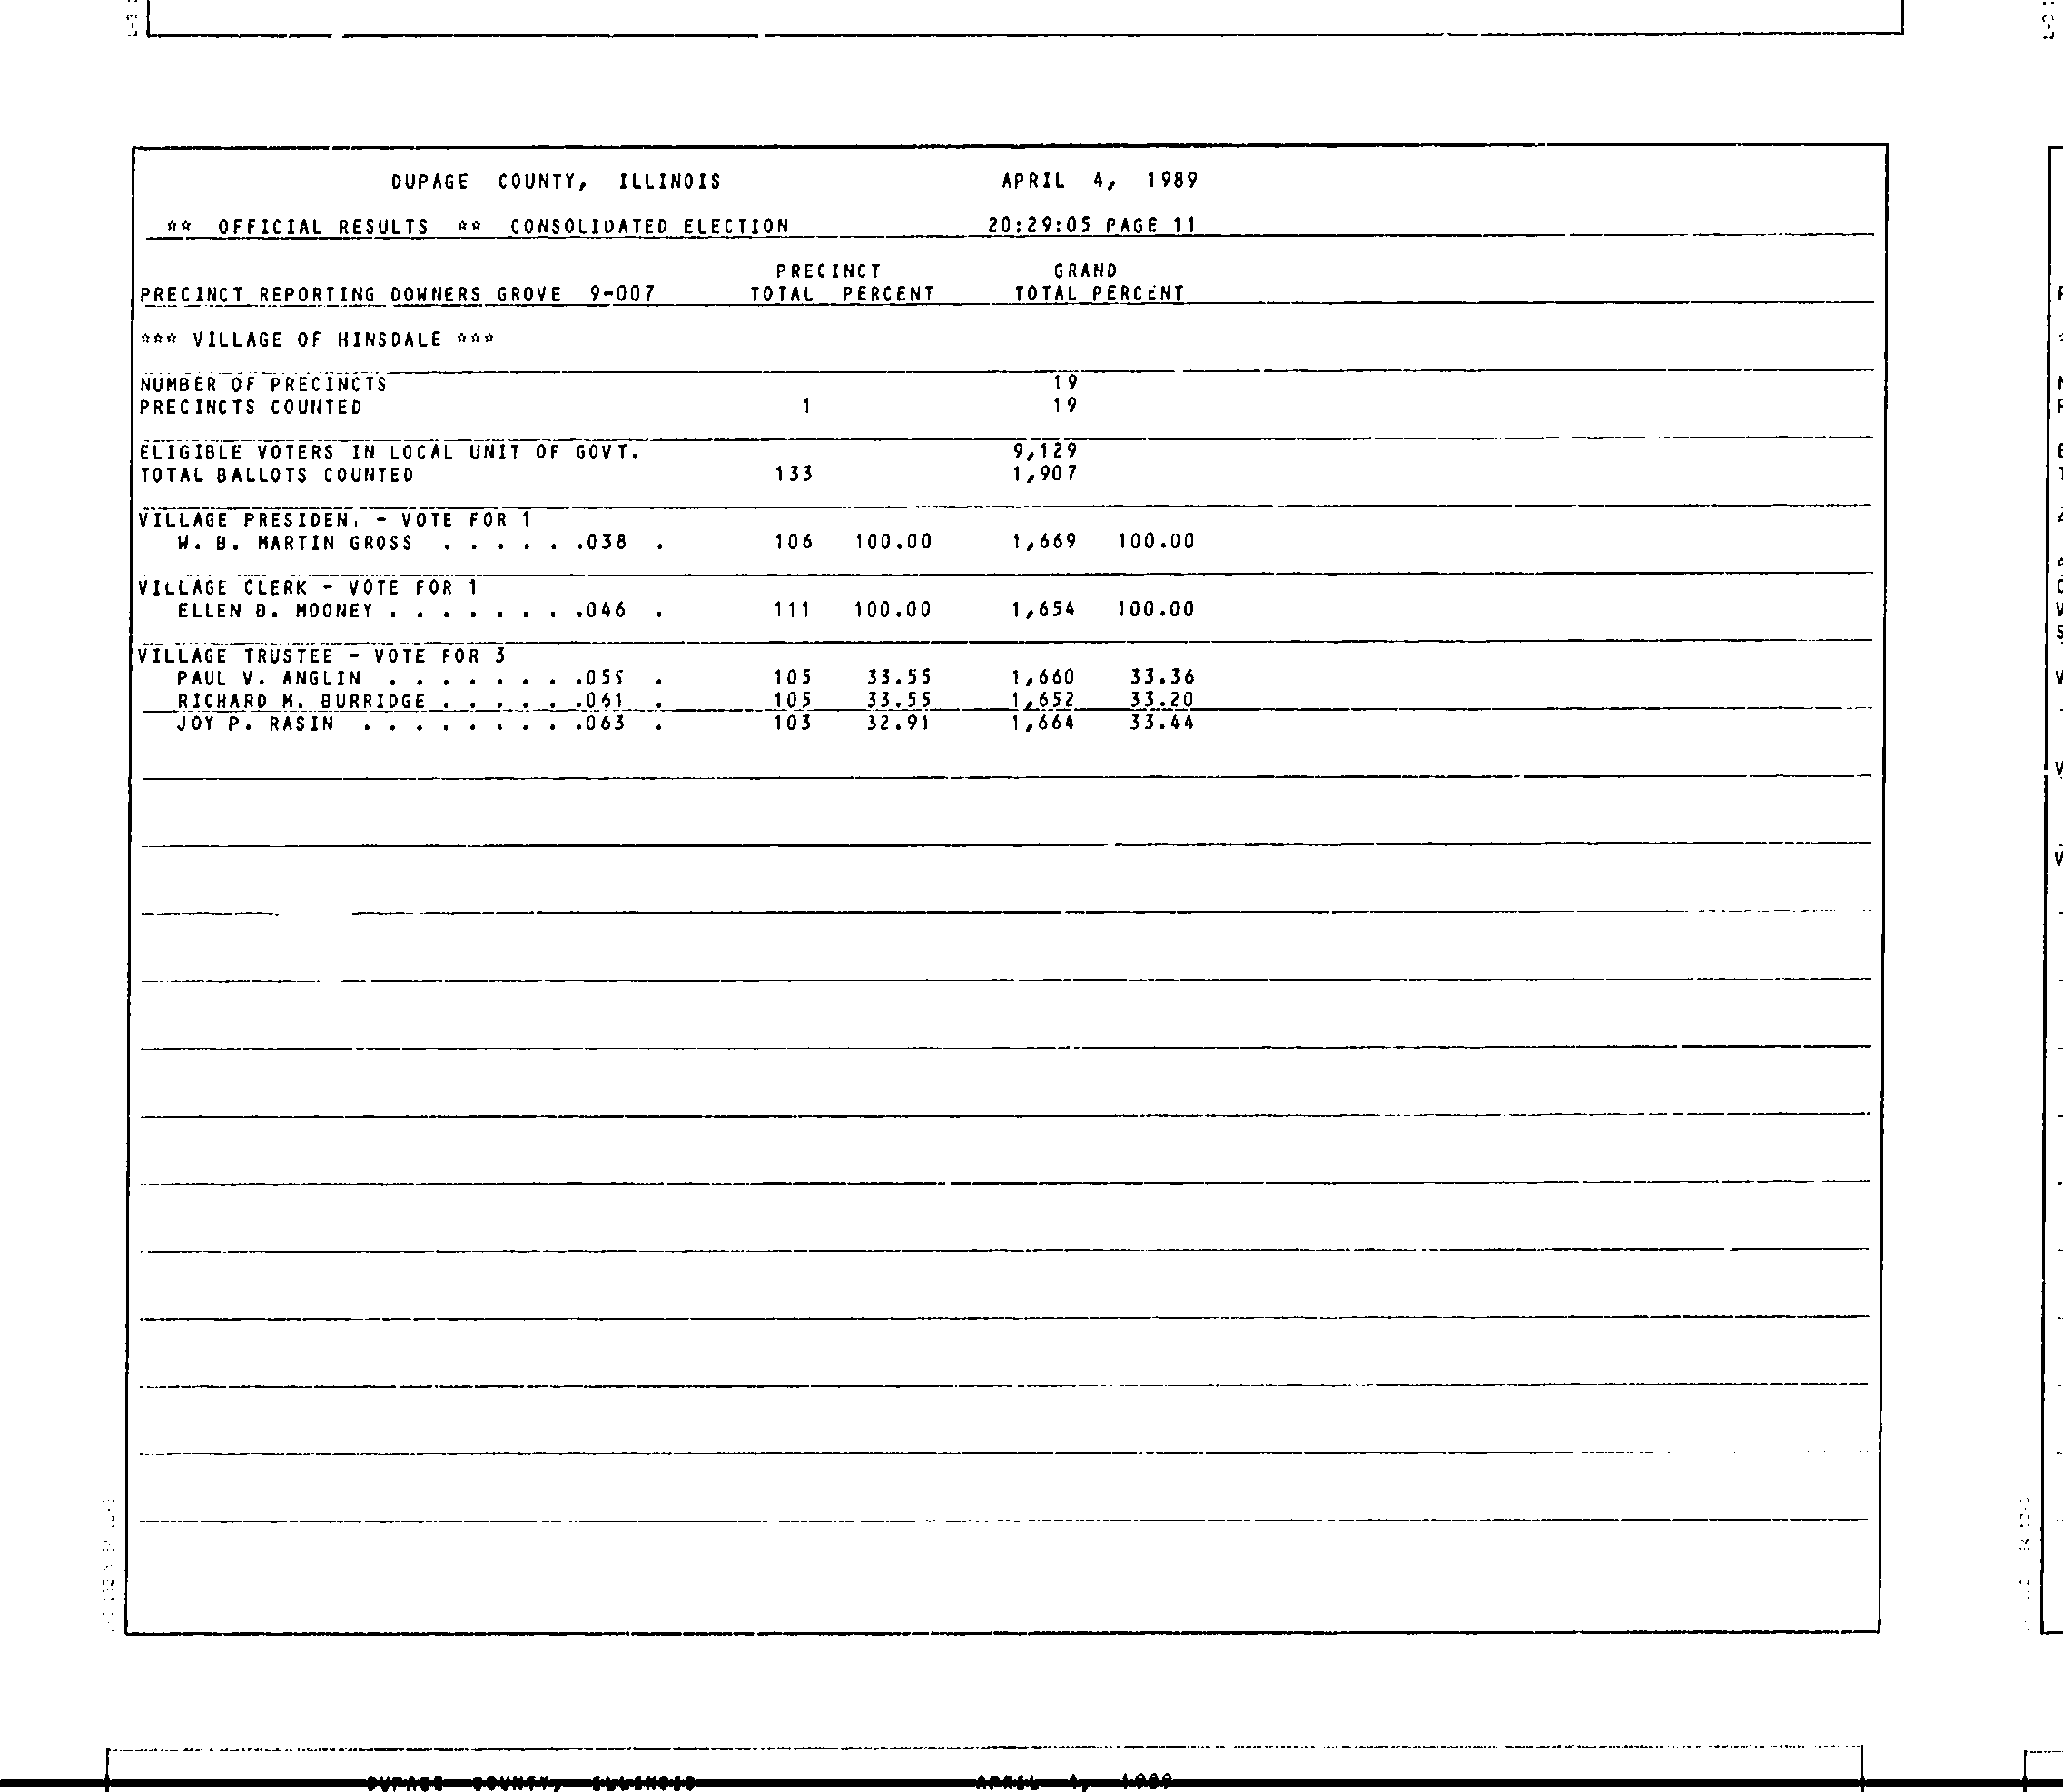 DUPAGE COUNTY, ILLINOIS APRIL 4, 1989
** OFFICIAL RESULTS ** CONSOLIDATED ELECTION 20:29:05 PAGE 11
PRECINCT GRAND
PRECINCT REPORTING DOWNERS GROVE 9-007 TOTAL PERCENT TOTAL PERCENT
*** VILLAGE OF HINSDALE ***
NUMBER OF PRECINCTS 19
PRECINCTS COUNTED 1 19
ELIGIBLE VOTERS IN LOCAL UNIT OF GOVT. 9,129
TOTAL BALLOTS COUNTED 133 1,907
VILLAGE PRESIDEN. - VOTE FOR 1
W. B. MARTIN GROSS . . . . . .038 . 106 100.00 1,669 100.00
VILLAGE CLERK - VOTE FOR 1
ELLEN D. MOONEY . . . . . . . .046 . 111 100.00 1,654 100.00
VILLAGE TRUSTEE - VOTE FOR 3
PAUL V. ANGLIN . . . . . . . . 105 33.55 1,660 33.36
RICHARD M. BURRIDGE . . . . . .061 . 105 33.55 1,652 33.20
JOY P. RASIN . . . . . . . . .063 . 103 32.91 1,664 33.44
DUPAGE COUNTY, ILLINOIS APRIL 4, 1989